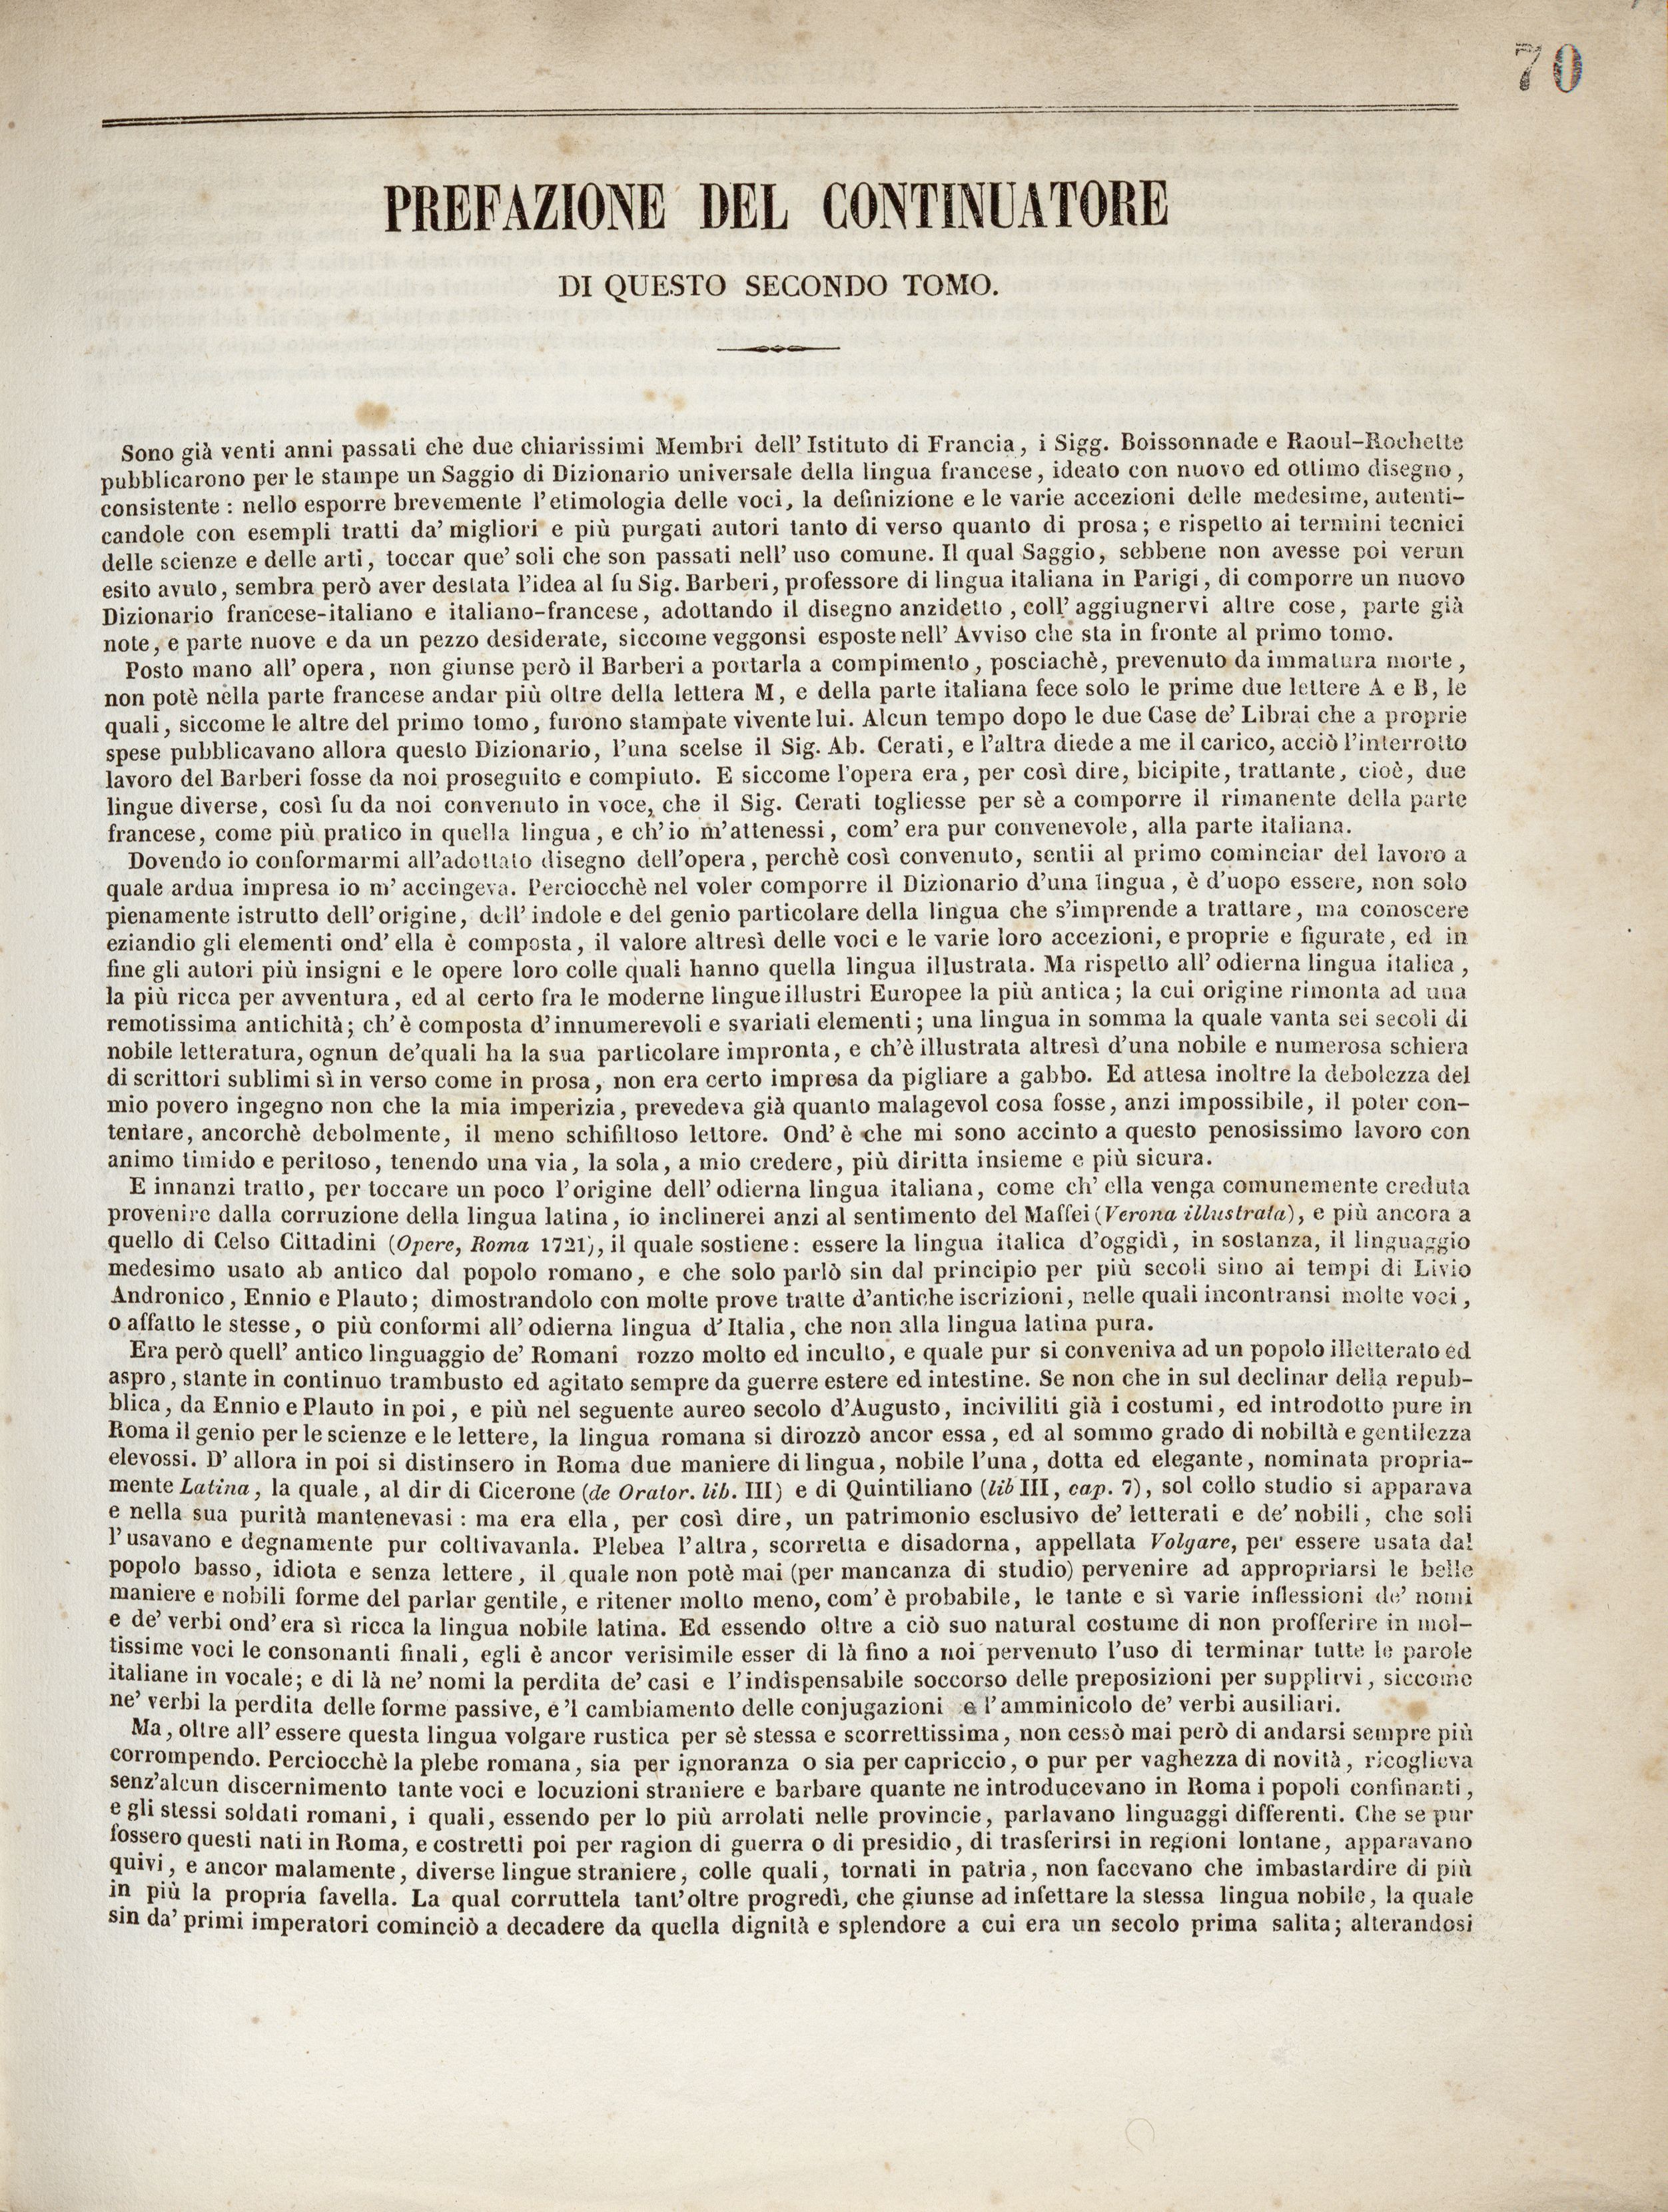 70
PREFAZIONE DEL CONTINUATORE
DI QUESTO SECONDO TOMO.
Sono già venti anni passati che due chiarissimi Membri dell' Istituto di Francia, i Sigg. Boissonnade e Raoul-Rochette
pubblicarono per le stampe un Saggio di Dizionario universale della lingua francese, ideato con nuovo ed ottimo disegno,
consistente : nello esporre brevemente l'etimologia delle voci, la definizione e le varie accezioni delle medesime, autenti-
candole con esempli tratti da' migliori e più purgati autori tanto di verso quanto di prosa; e rispetto ai termini tecnici
delle scienze e delle arti, toccar que' soli che son passati nell' uso comune. Il qual Saggio, sebbene non avesse poi verun
esito avuto, sembra però aver destata l'idea al fu Sig. Barberi, professore di lingua italiana in Parigi, di comporre un nuovo
Dizionario francese-italiano e italiano-francese, adottando il disegno anzidetto, coll' aggiugnervi altre cose, parte già
note, e parte nuove e da un pezzo desiderate, siccome veggonsi esposte nell' Avviso che sta in fronte al primo tomo.
Posto mano all' opera, non giunse però il Barberi a portarla a compimento, posciachè, prevenuto da immatura morte,
non potè nella parte francese andar più oltre della lettera M, e della parte italiana fece solo le prime due lettere A e B, le
quali, siccome le altre del primo tomo, furono stampate vivente lui. Alcun tempo dopo le due Case de' Librai che a proprie
spese pubblicavano allora questo Dizionario, l'una scelse il Sig. Ab. Cerati, e l'altra diede a me il carico, acciò l'interrotto
lavoro del Barberi fosse da noi proseguito e compiuto. E siccome l'opera era, per così dire, bicipite, trattante, cioè, due
lingue diverse, così fu da noi convenuto in voce, che il Sig. Cerati togliesse per sè a comporre il rimanente della parte
francese, come più pratico in quella lingua, e ch'io m'attenessi, com' era pur convenevole, alla parte italiana.
Dovendo io conformarmi all'adottato disegno dell'opera, perchè così convenuto, sentii al primo cominciar del lavoro a
quale ardua impresa io m' accingeva. Perciocchè nel voler comporre il Dizionario d'una lingua, è d'uopo essere, non solo
pienamente istrutto dell'origine, dell' indole e del genio particolare della lingua che s'imprende a trattare, ma conoscere
eziandio gli elementi ond' ella è composta, il valore altresì delle voci e le varie loro accezioni, e proprie e figurate, ed in
fine gli autori più insigni e le opere loro colle quali hanno quella lingua illustrata. Ma rispetto all' odierna lingua italica,
la più ricca per avventura, ed al certo fra le moderne lingue illustri Europee la più antica; la cui origine rimonta ad una
remotissima antichità; ch'è composta d'innumerevoli e svariati elementi; una lingua in somma la quale vanta sei secoli di
nobile letteratura, ognun de'quali ha la sua particolare impronta, e ch'è illustrata altresì d'una nobile e numerosa schiera
di scrittori sublimi sì in verso come in prosa, non era certo impresa da pigliare a gabbo. Ed attesa inoltre la debolezza del
mio povero ingegno non che la mia imperizia, prevedeva già quanto malagevol cosa fosse, anzi impossibile, il poter con-
tentare, ancorchè debolmente, il meno schifiltoso lettore. Ond' è che mi sono accinto a questo penosissimo lavoro con
animo timido e peritoso, tenendo una via, la sola, a mio credere, più diritta insieme e più sicura.
E innanzi tratto, per toccare un poco l'origine dell' odierna lingua italiana, come ch' ella venga comunemente creduta
provenire dalla corruzione della lingua latina, io inclinerei anzi al sentimento del Maffei (Verona illustrata), e più ancora a
quello di Celso Cittadini (Opere, Roma 1721), il quale sostiene: essere la lingua italica d'oggidì, in sostanza, il linguaggio
medesimo usato ab antico dal popolo romano, e che solo parlò sin dal principio per più secoli sino ai tempi di Livio
Andronico, Ennio e Plauto; dimostrandolo con molte prove tratte d'antiche iscrizioni, nelle quali incontransi molte voci,
o affatto le stesse, o più conformi all' odierna lingua d'Italia, che non alla lingua latina pura.
Era però quell' antico linguaggio de' Romani rozzo molto ed inculto, e quale pur si conveniva ad un popolo illetterato ed
aspro, stante in continuo trambusto ed agitato sempre da guerre estere ed intestine. Se non che in sul declinar della repub-
blica, da Ennio e Plauto in poi, e più nel seguente aureo secolo d'Augusto, inciviliti già i costumi, ed introdotto pure in
Roma il genio per le scienze e le lettere, la lingua romana si dirozzò ancor essa, ed al sommo grado di nobiltà e gentilezza
elevossi. D' allora in poi si distinsero in Roma due maniere di lingua, nobile l'una, dotta ed elegante, nominata propria-
mente Latina, la quale, al dir di Cicerone (de Orator. lib. III) e di Quintiliano (lib III, cap. 7), sol collo studio si apparava
e nella sua purità mantenevasi : ma era ella, per così dire, un patrimonio esclusivo de' letterati e de' nobili, che soli
l'usavano e degnamente pur coltivavanla. Plebea l'altra, scorretta e disadorna, appellata Volgare, per essere usata dal
popolo basso, idiota e senza lettere, il quale non potè mai (per mancanza di studio) pervenire ad appropriarsi le belle
maniere e nobili forme del parlar gentile, e ritener molto meno, com' è probabile, le tante e sì varie inflessioni de' nomi
e de' verbi ond'era sì ricca la lingua nobile latina. Ed essendo oltre a ciò suo natural costume di non profferire in mol-
tissime voci le consonanti finali, egli è ancor verisimile esser di là fino a noi pervenuto l'uso di terminar tutte le parole
italiane in vocale; e di là ne' nomi la perdita de' casi e l'indispensabile soccorso delle preposizioni per supplirvi, siccome
ne' verbi la perdita delle forme passive, e 'l cambiamento delle conjugazioni e l'amminicolo de' verbi ausiliari.
Ma, oltre all' essere questa lingua volgare rustica per sè stessa e scorrettissima, non cessò mai però di andarsi sempre più
corrompendo. Perciocchè la plebe romana, sia per ignoranza o sia per capriccio, o pur per vaghezza di novità, ricoglieva
senz'alcun discernimento tante voci e locuzioni straniere e barbare quante ne introducevano in Roma i popoli confinanti,
e gli stessi soldati romani, i quali, essendo per lo più arrolati nelle provincie, parlavano linguaggi differenti. Che se pur
fossero questi nati in Roma, e costretti poi per ragion di guerra o di presidio, di trasferirsi in regioni lontane, apparavano
quivi, e ancor malamente, diverse lingue straniere, colle quali, tornati in patria, non facevano che imbastardire di più
in più la propria favella. La qual corruttela tant'oltre progredì, che giunse ad infettare la stessa lingua nobile, la quale
sin da' primi imperatori cominciò a decadere da quella dignità e splendore a cui era un secolo prima salita; alterandosi